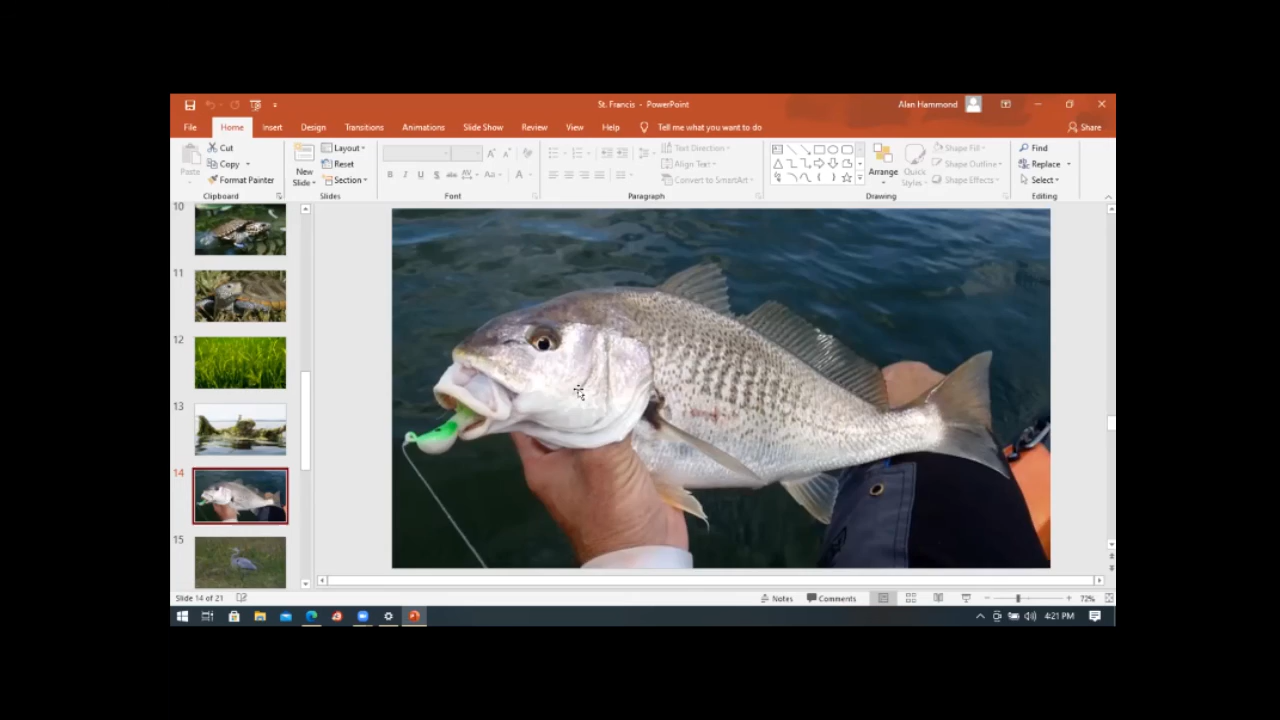 St. Francis - PowerPoint
Alan Hammond
File Home Insert Design Transitions Animations Slide Show Review View Help Tell me what you want to do Share
Paste
Cut
Copy
Format Painter
Clipboard
New Slide
Layout
Reset
Section
Slides
B I U S abc AV Aa A
Font
Text Direction
Align Text
Convert to SmartArt
Paragraph
Arrange
Quick Styles
Shape Fill
Shape Outline
Shape Effects
Drawing
Find
Replace
Select
Editing
10
11
12
13
14
15
Slide 14 of 21
Notes Comments 72%
4:21 PM